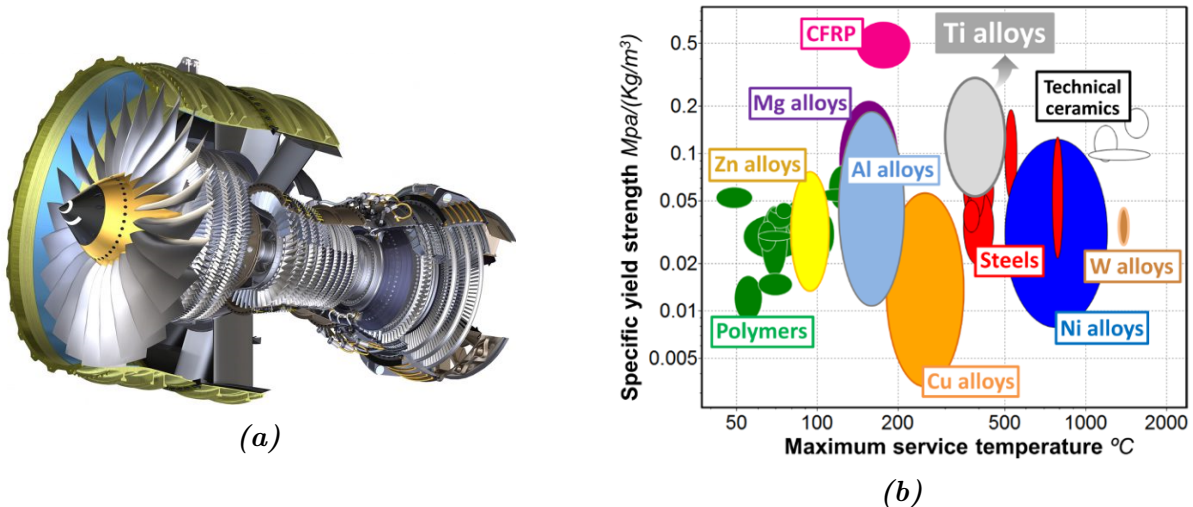 (a)
Specific yield strength Mpa/(Kg/m³)
0.5
0.2
0.1
0.05
0.02
0.01
0.005
CFRP
Ti alloys
Mg alloys
Technical
ceramics
Zn alloys
Al alloys
Steels
W alloys
Polymers
Ni alloys
Cu alloys
50
100
200
500
1000
2000
Maximum service temperature ºC
(b)